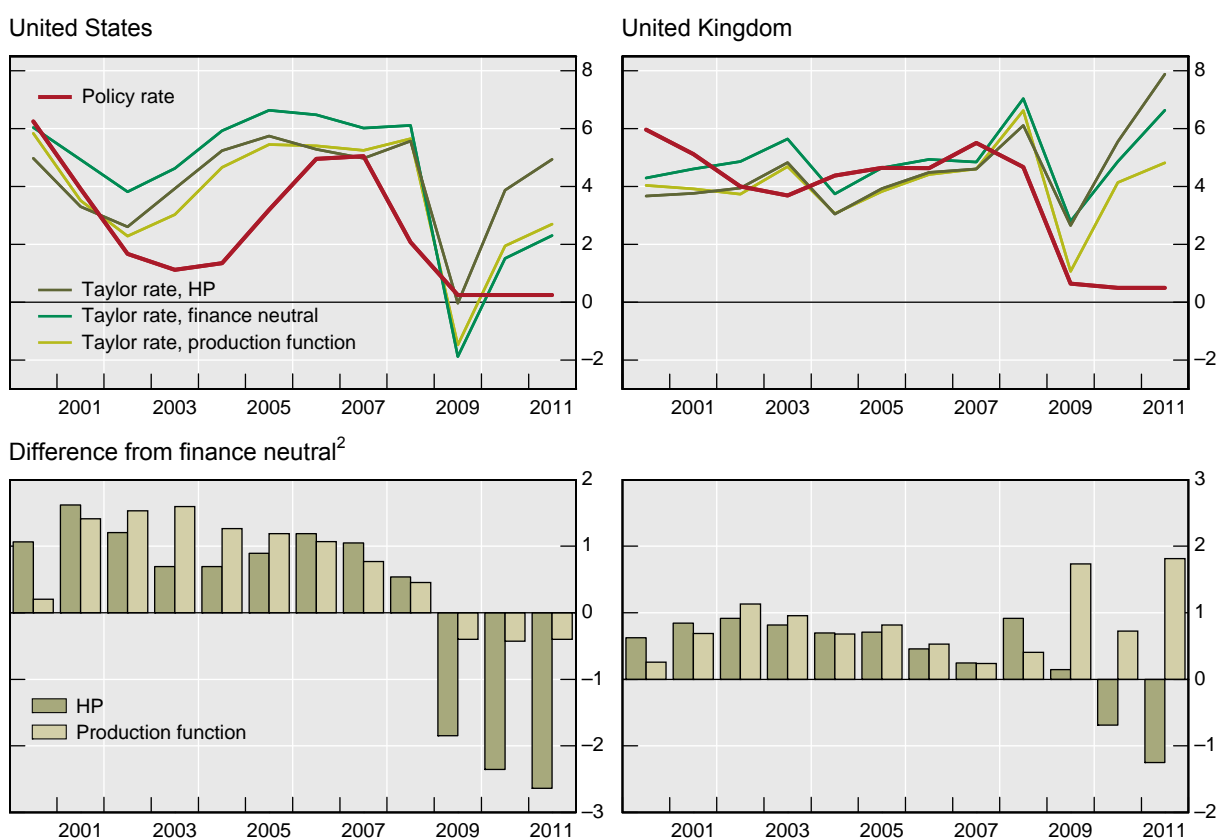 United States
8
6
4
2
0
–2
Policy rate
Taylor rate, HP
Taylor rate, finance neutral
Taylor rate, production function
2001 2003 2005 2007 2009 2011
United Kingdom
8
6
4
2
0
–2
2001 2003 2005 2007 2009 2011
Difference from finance neutral²
2
1
0
–1
–2
–3
HP
Production function
2001 2003 2005 2007 2009 2011
3
2
1
0
–1
–2
2001 2003 2005 2007 2009 2011